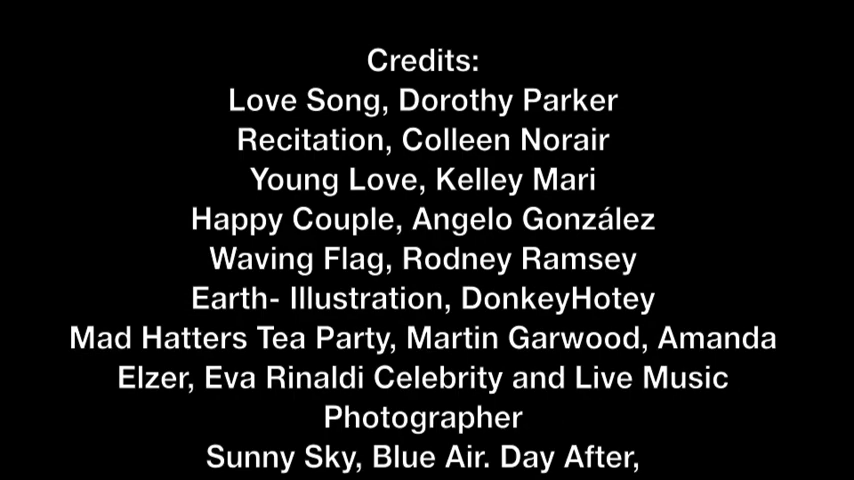 Credits:
Love Song, Dorothy Parker
Recitation, Colleen Norair
Young Love, Kelley Mari
Happy Couple, Angelo González
Waving Flag, Rodney Ramsey
Earth- Illustration, DonkeyHotey
Mad Hatters Tea Party, Martin Garwood, Amanda
Elzer, Eva Rinaldi Celebrity and Live Music
Photographer
Sunny Sky, Blue Air. Day After,